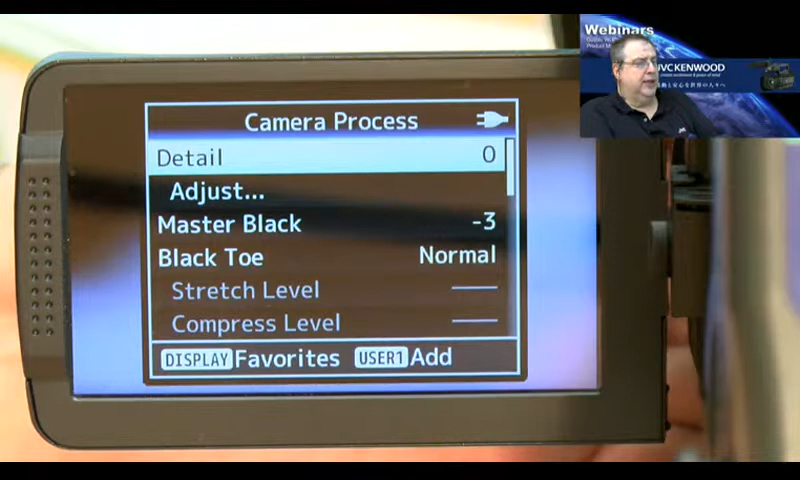 Camera Process
Detail 0
Adjust...
Master Black -3
Black Toe Normal
Stretch Level ——
Compress Level ——
DISPLAY Favorites USER1 Add
Webinars
JVCKENWOOD